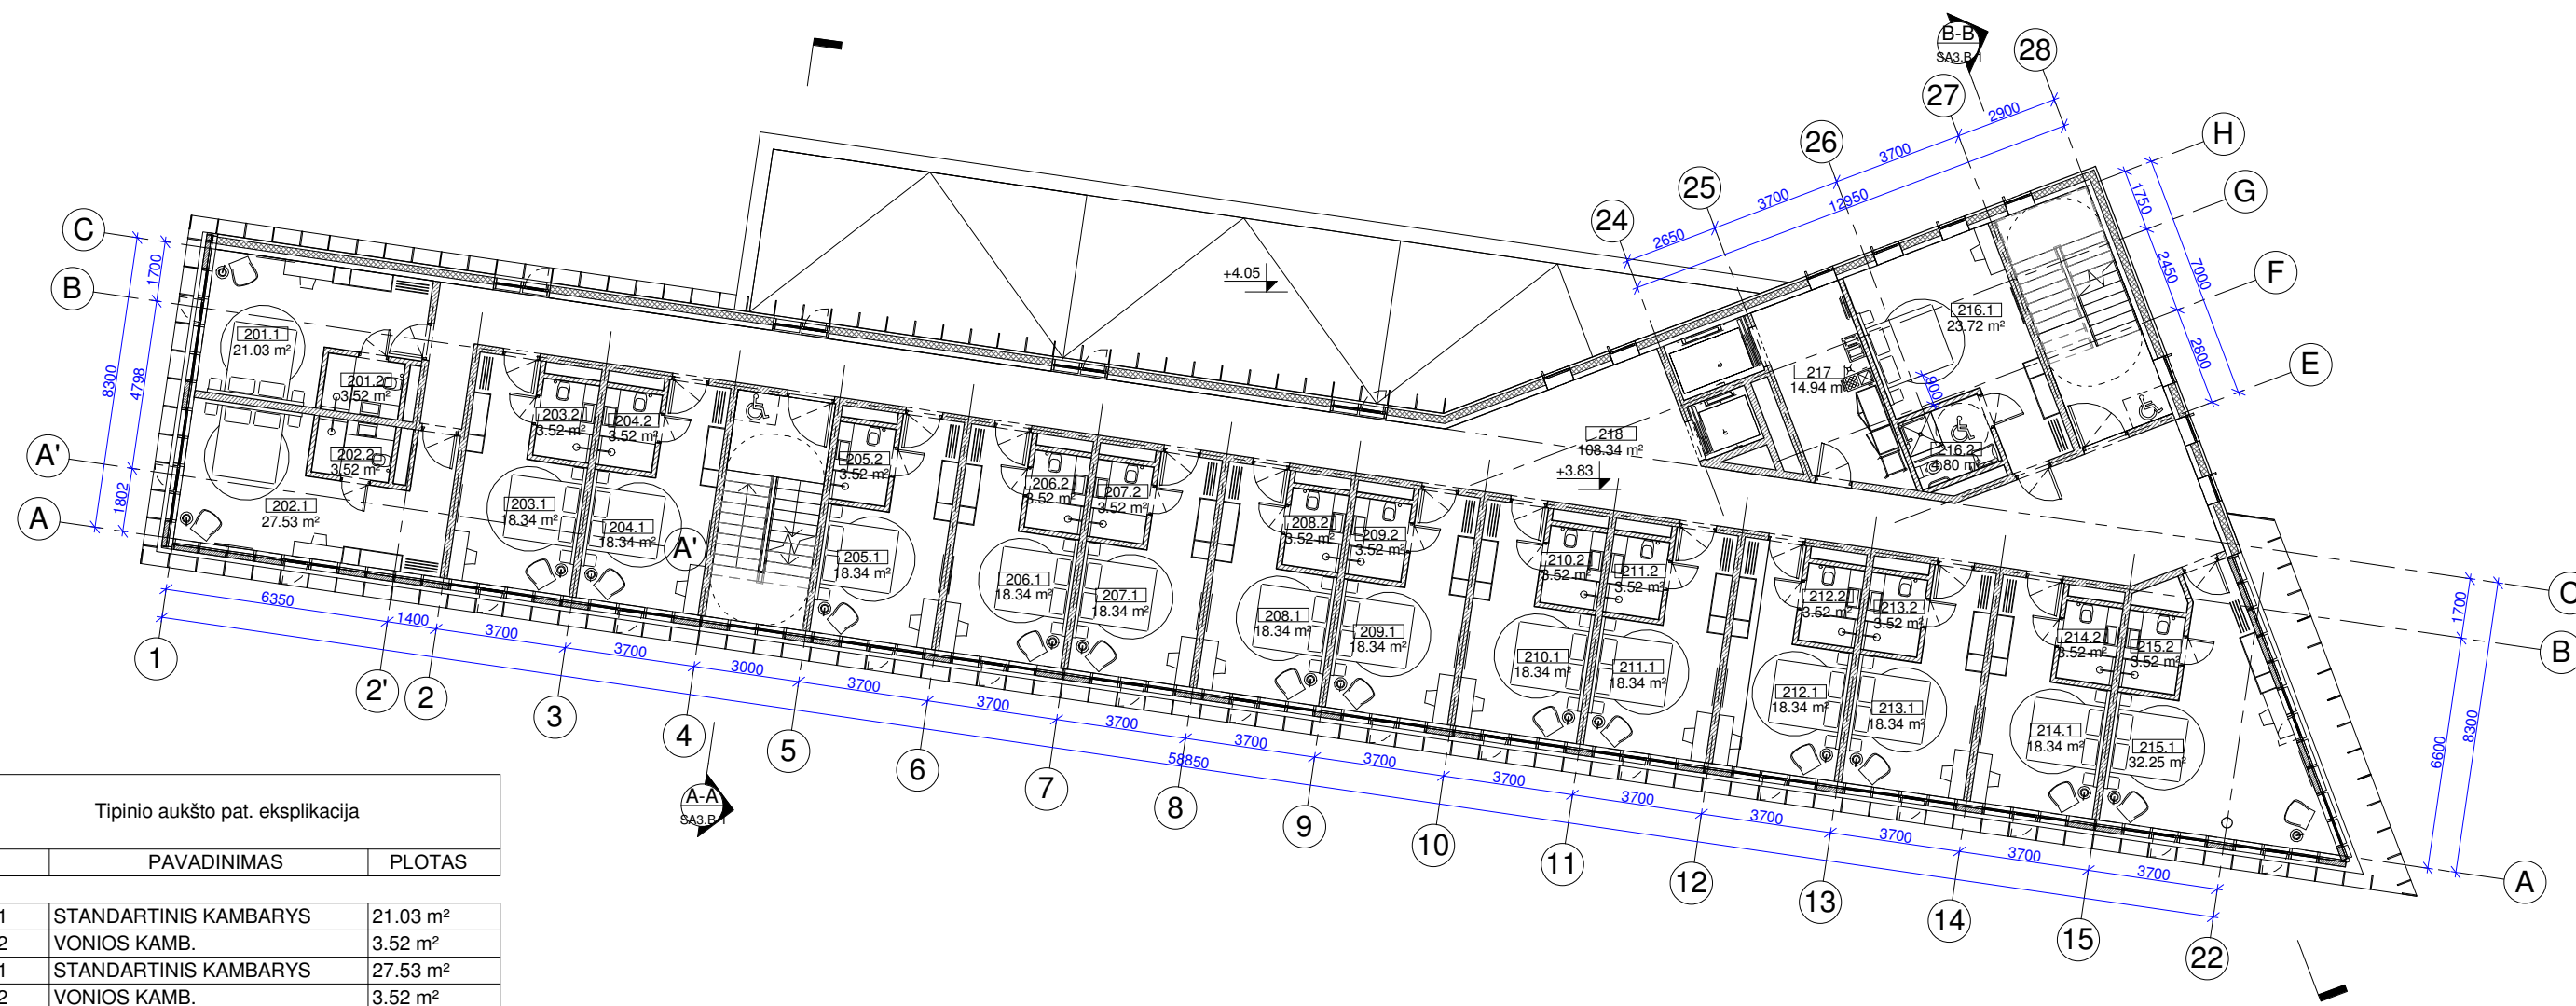 B-B
SA3.B-1
28
27
2900
H
26
3700
G
25
3700
12950
1750
24
2650
2450
7000
F
C
1700
B
+4.05
2800
E
8300
4798
A'
1802
A
201.1
21.03 m²
201.2
3.52 m²
202.2
3.52 m²
202.1
27.53 m²
203.2
3.52 m²
204.2
3.52 m²
203.1
18.34 m²
204.1
18.34 m²
A'
205.2
3.52 m²
205.1
18.34 m²
206.2
3.52 m²
207.2
3.52 m²
206.1
18.34 m²
207.1
18.34 m²
208.2
3.52 m²
209.2
3.52 m²
208.1
18.34 m²
209.1
18.34 m²
210.2
3.52 m²
211.2
3.52 m²
210.1
18.34 m²
211.1
18.34 m²
212.2
3.52 m²
213.2
3.52 m²
212.1
18.34 m²
213.1
18.34 m²
214.2
3.52 m²
215.2
3.52 m²
214.1
18.34 m²
215.1
32.25 m²
216.1
23.72 m²
217
14.94 m²
900
216.2
4.80 m²
218
108.34 m²
+3.83
C
1700
B
6600
8300
A
6350
1400
3700
3700
3000
3700
3700
3700
3700
3700
3700
3700
3700
3700
3700
3700
58850
1
2'
2
3
4
5
6
7
8
9
10
11
12
13
14
15
22
A-A
SA3.B-1
Tipinio aukšto pat. eksplikacija
PAVADINIMAS PLOTAS
1 STANDARTINIS KAMBARYS 21.03 m²
2 VONIOS KAMB. 3.52 m²
1 STANDARTINIS KAMBARYS 27.53 m²
2 VONIOS KAMB. 3.52 m²